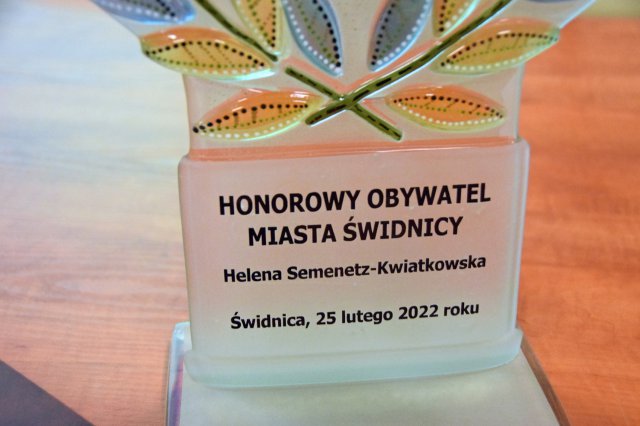 HONOROWY OBYWATEL
MIASTA ŚWIDNICY
Helena Semenetz-Kwiatkowska
Świdnica, 25 lutego 2022 roku